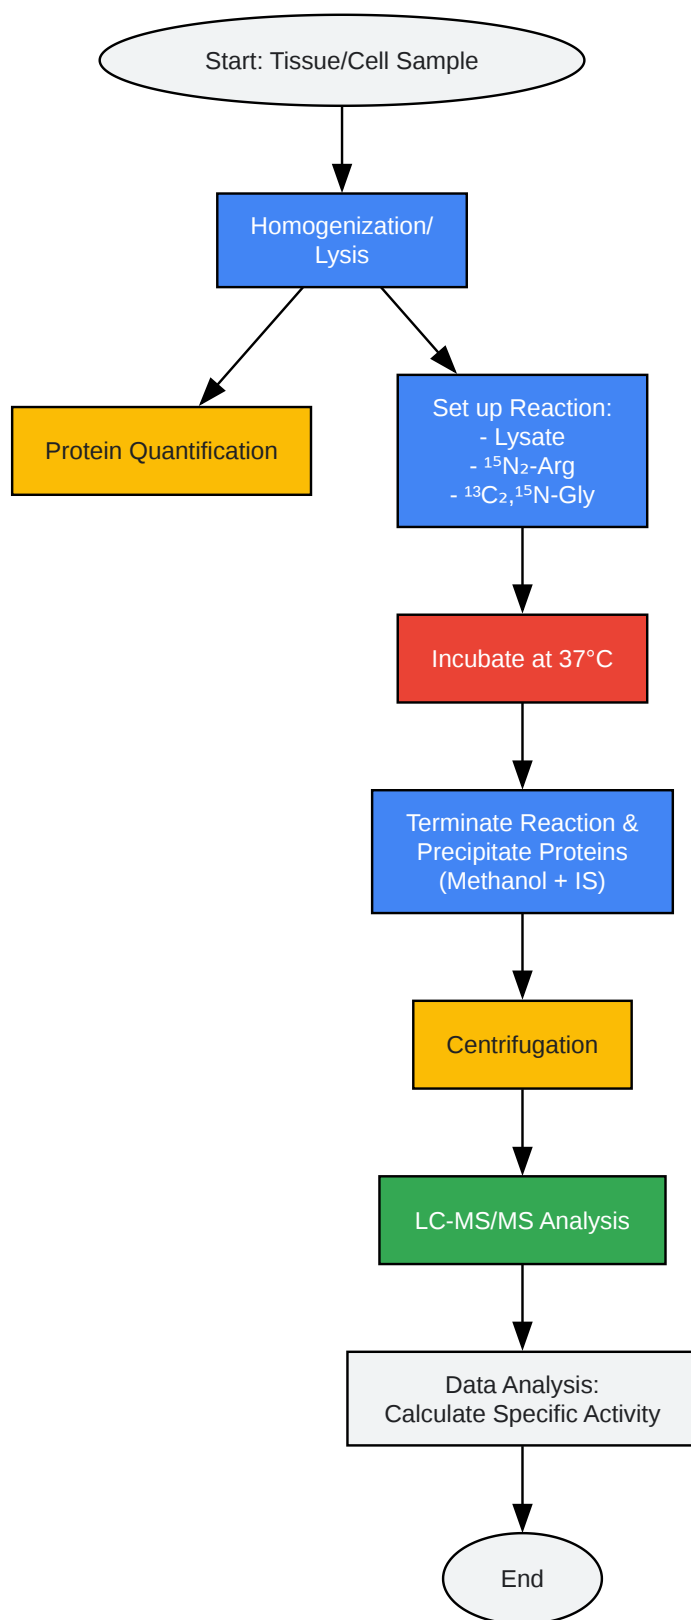 Start: Tissue/Cell Sample
Homogenization/
Lysis
Protein Quantification
Set up Reaction:
- Lysate
- ¹⁵N₂-Arg
- ¹³C₂,¹⁵N-Gly
Incubate at 37°C
Terminate Reaction &
Precipitate Proteins
(Methanol + IS)
Centrifugation
LC-MS/MS Analysis
Data Analysis:
Calculate Specific Activity
End